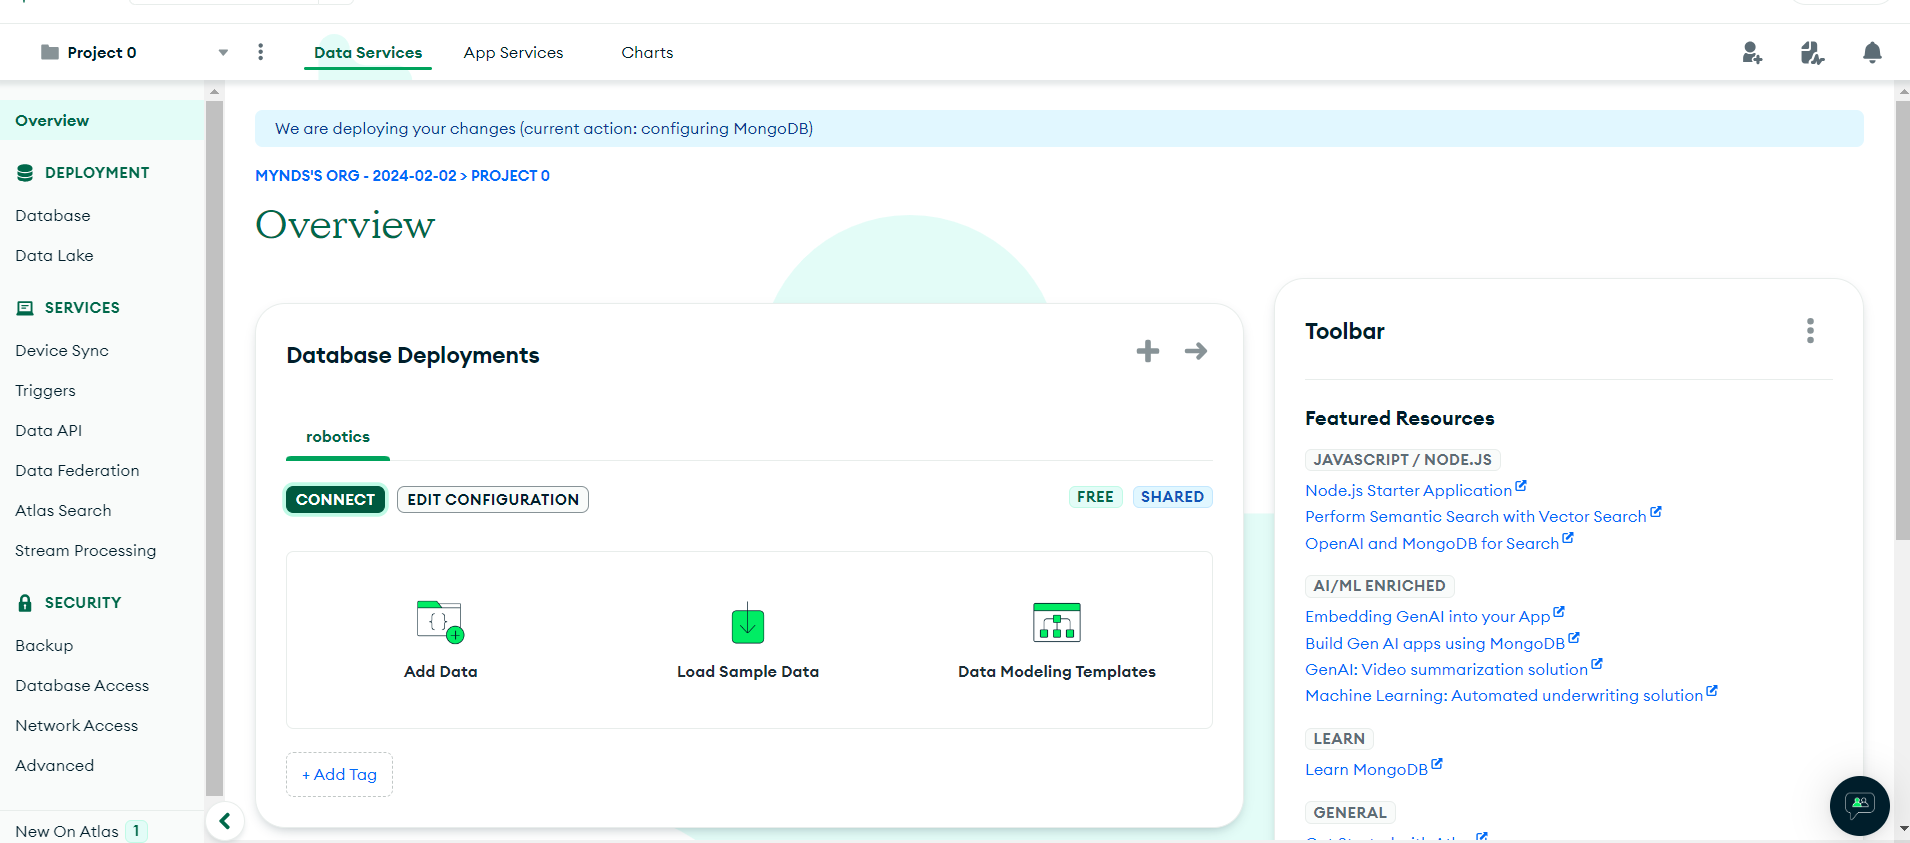 Project 0
Data Services
App Services
Charts
Overview
DEPLOYMENT
Database
Data Lake
SERVICES
Device Sync
Triggers
Data API
Data Federation
Atlas Search
Stream Processing
SECURITY
Backup
Database Access
Network Access
Advanced
New On Atlas 1
We are deploying your changes (current action: configuring MongoDB)
MYNDS'S ORG - 2024-02-02 > PROJECT 0
Overview
Database Deployments
robotics
CONNECT EDIT CONFIGURATION FREE SHARED
Add Data
Load Sample Data
Data Modeling Templates
+ Add Tag
Toolbar
Featured Resources
JAVASCRIPT / NODE.JS
Node.js Starter Application
Perform Semantic Search with Vector Search
OpenAI and MongoDB for Search
AI/ML ENRICHED
Embedding GenAI into your App
Build Gen AI apps using MongoDB
GenAI: Video summarization solution
Machine Learning: Automated underwriting solution
LEARN
Learn MongoDB
GENERAL